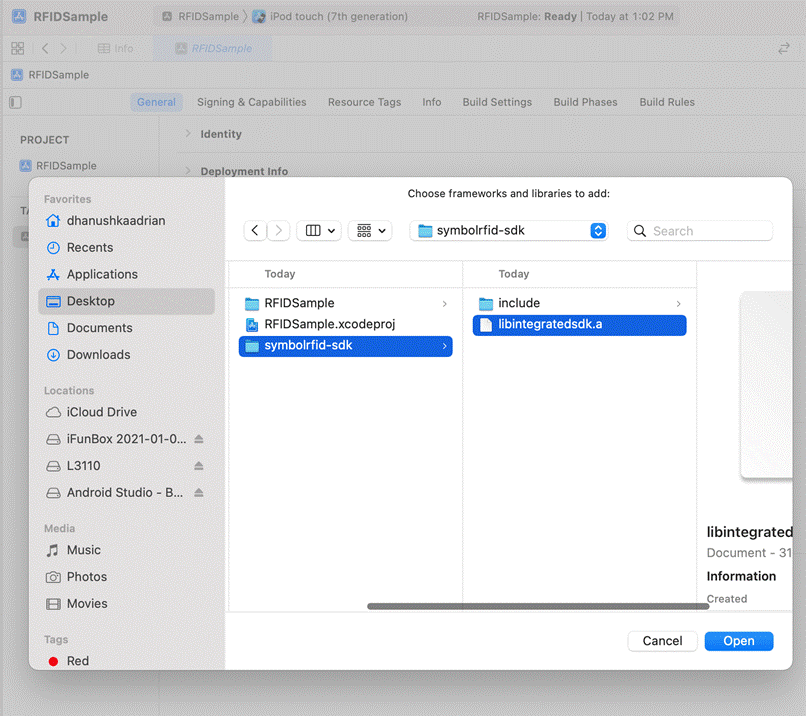 RFIDSample
RFIDSample
iPod touch (7th generation)
RFIDSample: Ready | Today at 1:02 PM
Info
RFIDSample
RFIDSample
General
Signing & Capabilities
Resource Tags
Info
Build Settings
Build Phases
Build Rules
PROJECT
Identity
RFIDSample
Deployment Info
TA
Choose frameworks and libraries to add:
symbolrfid-sdk
Search
Favorites
dhanushkaadrian
Recents
Applications
Desktop
Documents
Downloads
Locations
iCloud Drive
iFunBox 2021-01-0...
L3110
Android Studio - B...
Media
Music
Photos
Movies
Tags
Red
Today
RFIDSample
RFIDSample.xcodeproj
symbolrfid-sdk
Today
include
libintegratedsdk.a
libintegrated
Document - 31
Information
Created
Cancel
Open